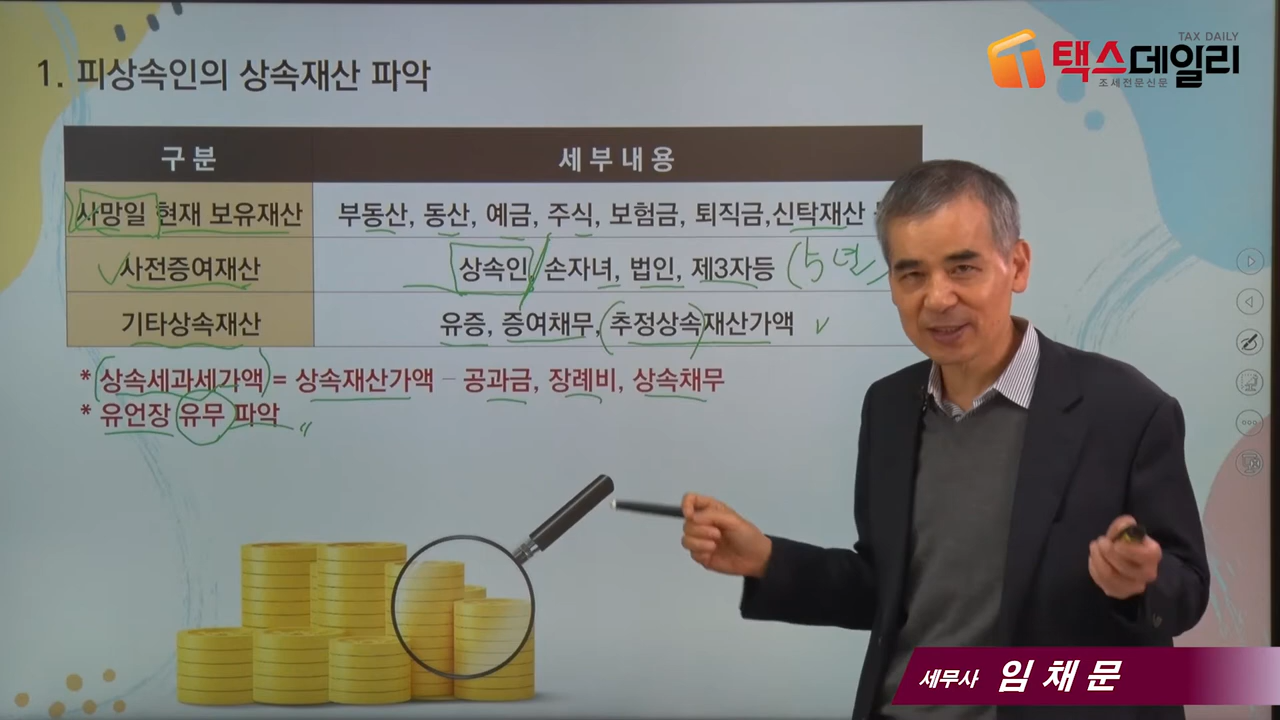 TAX DAILY
택스데일리
조세전문신문
1. 피상속인의 상속재산 파악
구 분 세 부 내 용
사망일 현재 보유재산 부동산, 동산, 예금, 주식, 보험금, 퇴직금,신탁재산
사전증여재산 상속인, 손자녀, 법인, 제3자등 (5년)
기타상속재산 유증, 증여채무, 추정상속재산가액
* 상속세과세가액 = 상속재산가액 – 공과금, 장례비, 상속채무
* 유언장 유무 파악
세무사 임 채 문